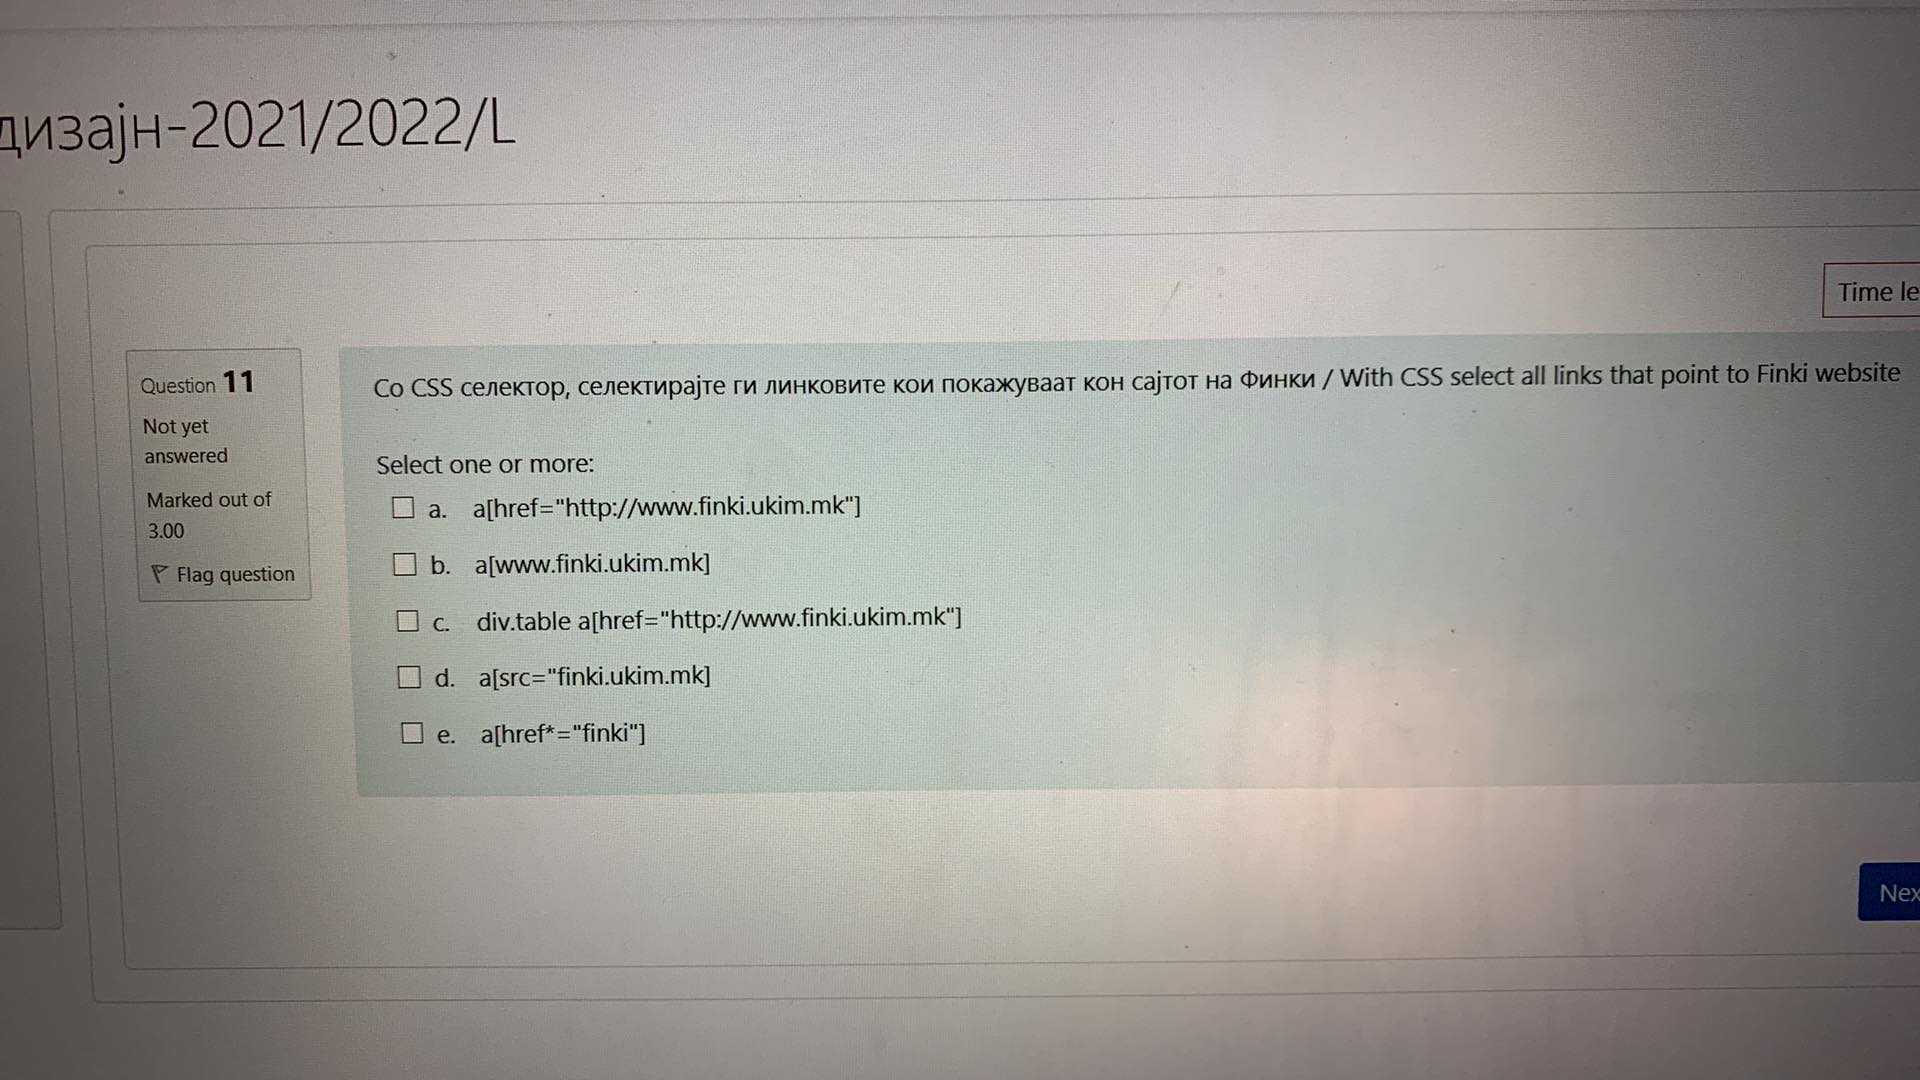 дизајн-2021/2022/L
Time le
Question 11
Not yet
answered
Marked out of
3.00
Flag question
Со CSS селектор, селектирајте ги линковите кои покажуваат кон сајтот на Финки / With CSS select all links that point to Finki website
Select one or more:
a. a[href="http://www.finki.ukim.mk"]
b. a[www.finki.ukim.mk]
c. div.table a[href="http://www.finki.ukim.mk"]
d. a[src="finki.ukim.mk]
e. a[href*="finki"]
Nex